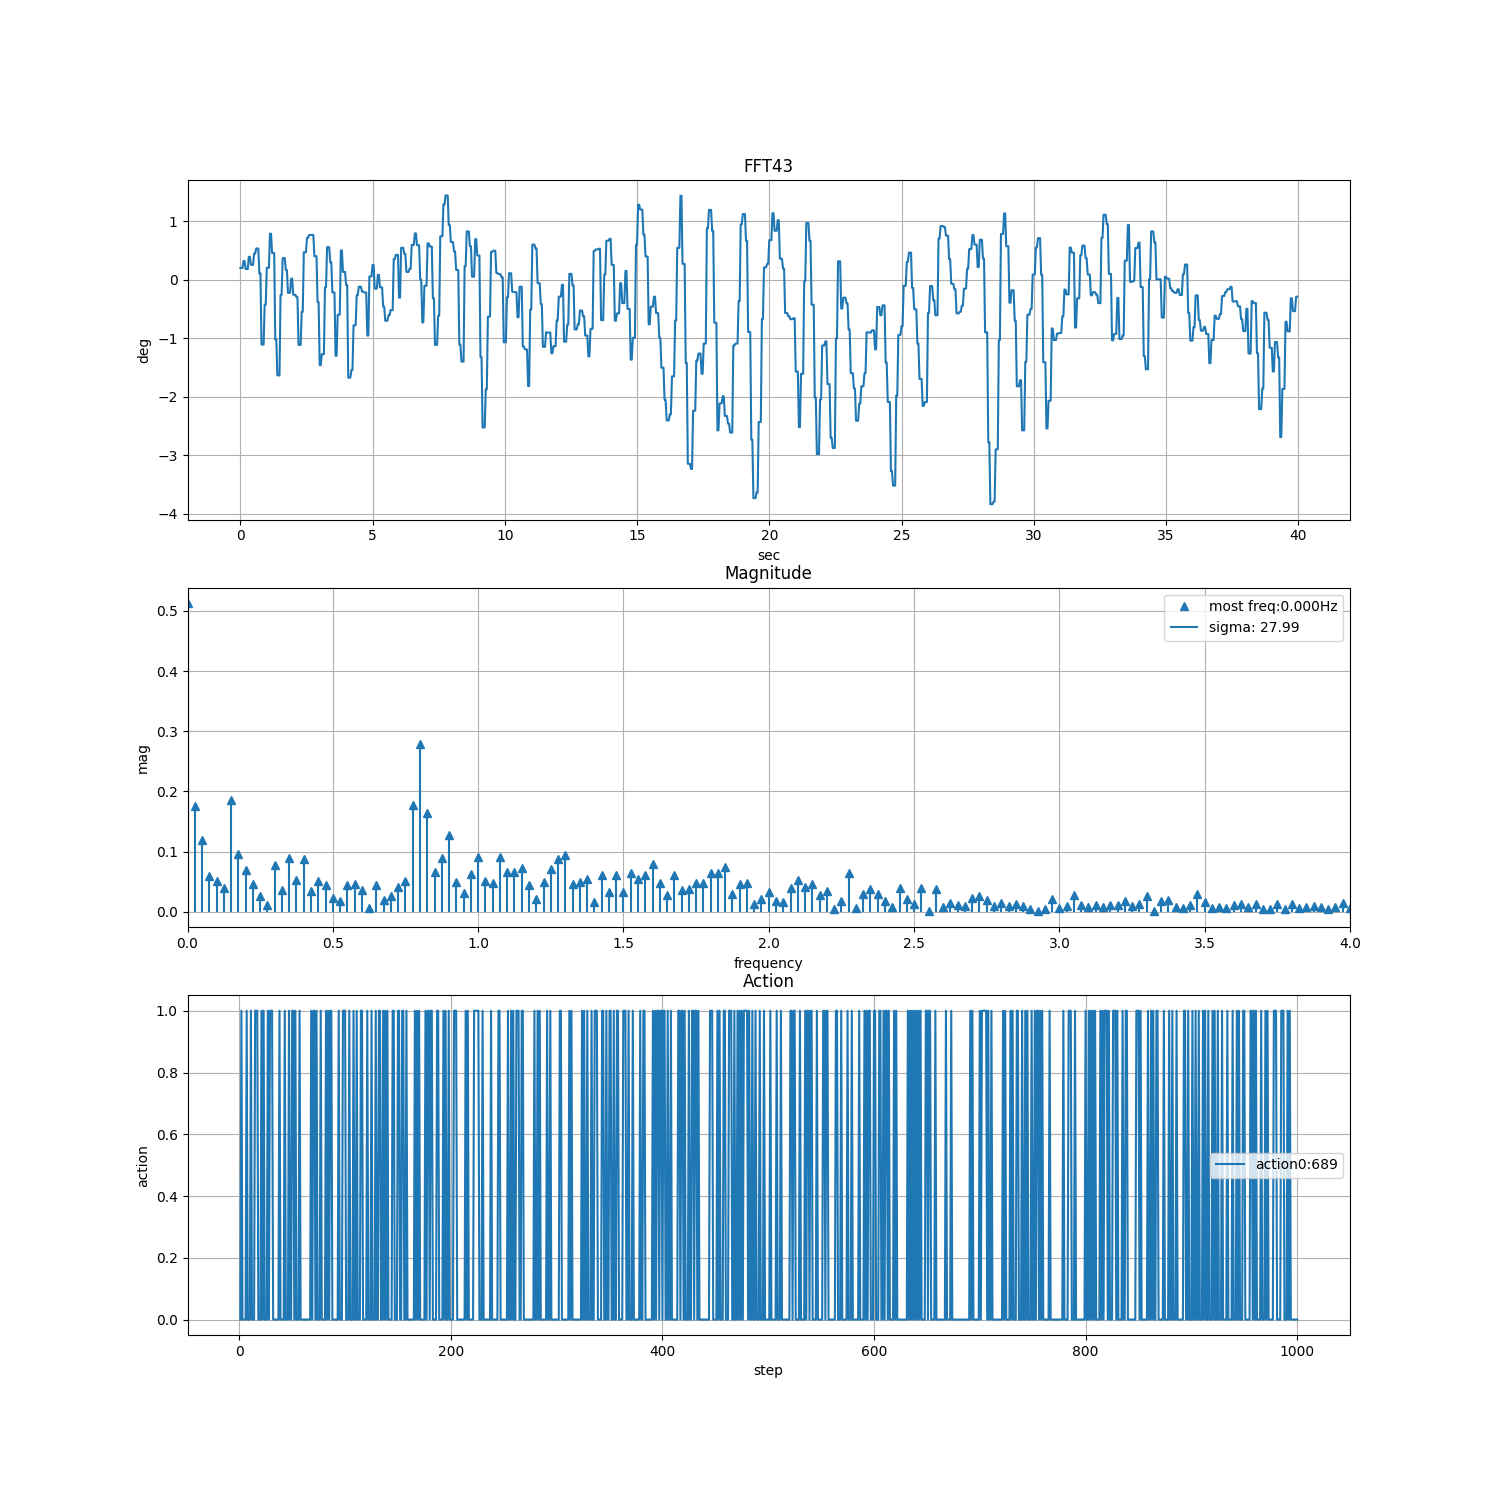 FFT43
1
0
−1
−2
−3
−4
deg
0 5 10 15 20 25 30 35 40
sec
Magnitude
0.5
0.4
0.3
0.2
0.1
0.0
mag
most freq:0.000Hz
sigma: 27.99
0.0 0.5 1.0 1.5 2.0 2.5 3.0 3.5 4.0
frequency
Action
1.0
0.8
0.6
0.4
0.2
0.0
action
action0:689
0 200 400 600 800 1000
step